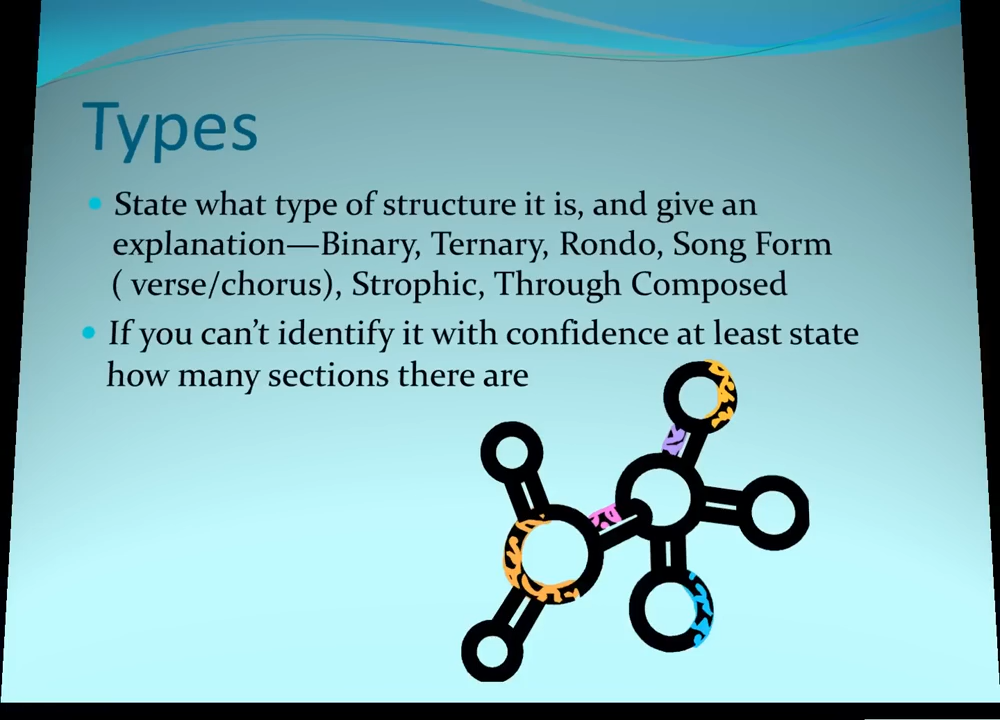 Types
State what type of structure it is, and give an
explanation—Binary, Ternary, Rondo, Song Form
( verse/chorus), Strophic, Through Composed
If you can't identify it with confidence at least state
how many sections there are